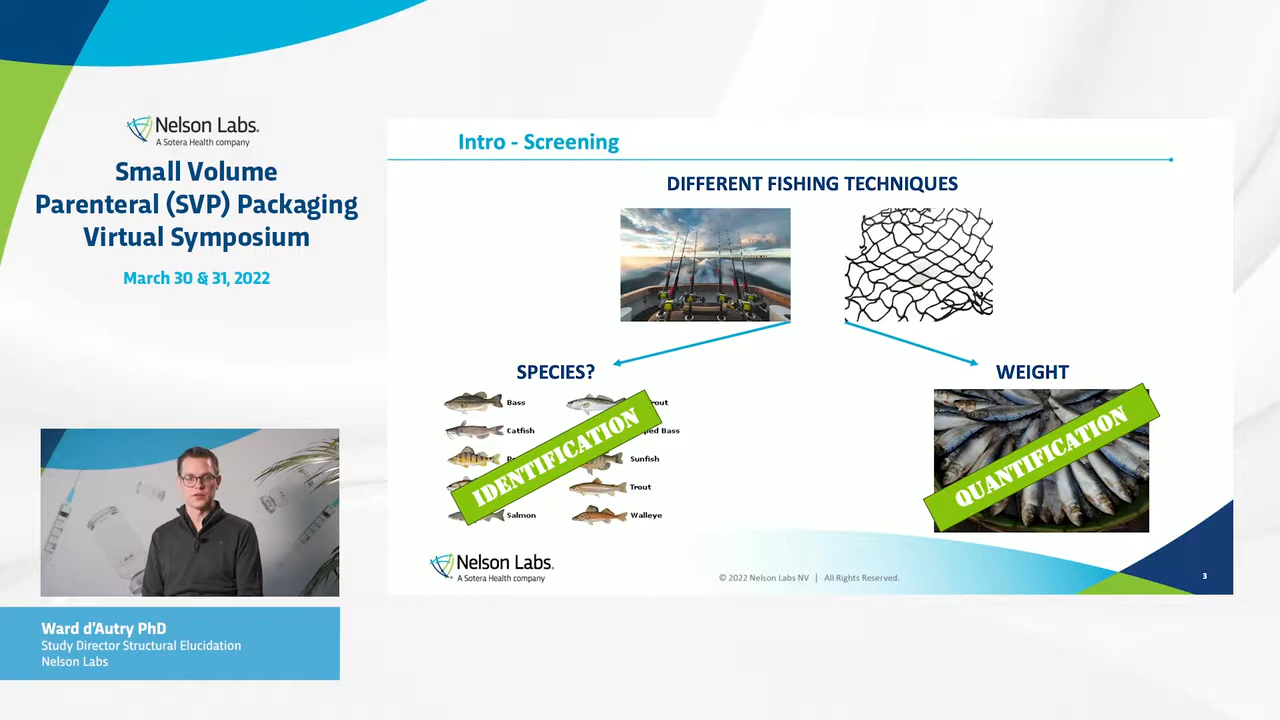 Nelson Labs.
A Sotera Health company
Small Volume
Parenteral (SVP) Packaging
Virtual Symposium
March 30 & 31, 2022
Ward d'Autry PhD
Study Director Structural Elucidation
Nelson Labs
Intro - Screening
DIFFERENT FISHING TECHNIQUES
SPECIES?
WEIGHT
Bass
Catfish
Sunfish
Trout
Salmon
Walleye
IDENTIFICATION
QUANTIFICATION
Nelson Labs.
A Sotera Health company
© 2022 Nelson Labs NV | All Rights Reserved.
3